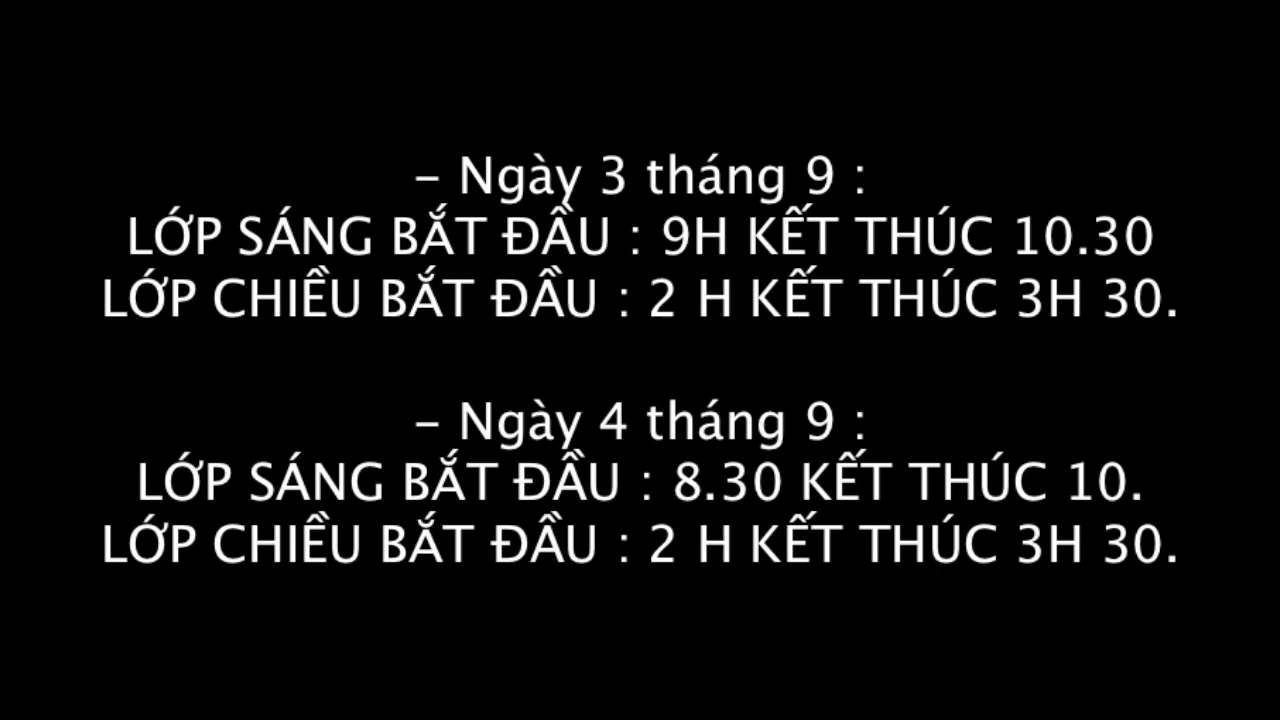 – Ngày 3 tháng 9 :
LỚP SÁNG BẮT ĐẦU : 9H KẾT THÚC 10.30
LỚP CHIỀU BẮT ĐẦU : 2 H KẾT THÚC 3H 30.
– Ngày 4 tháng 9 :
LỚP SÁNG BẮT ĐẦU : 8.30 KẾT THÚC 10.
LỚP CHIỀU BẮT ĐẦU : 2 H KẾT THÚC 3H 30.